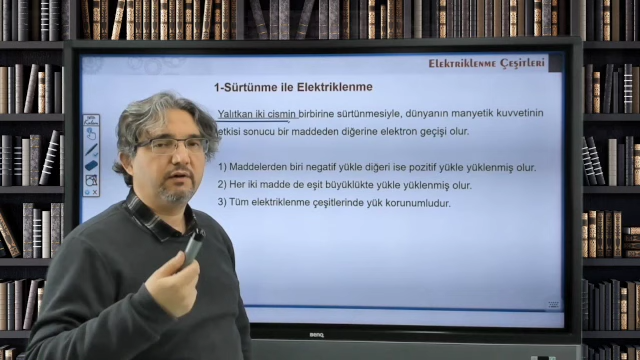 Elektriklenme Çeşitleri
1-Sürtünme ile Elektriklenme
Yalıtkan iki cismin birbirine sürtünmesiyle, dünyanın manyetik kuvvetinin
etkisi sonucu bir maddeden diğerine elektron geçişi olur.
1) Maddelerden biri negatif yükle diğeri ise pozitif yükle yüklenmiş olur.
2) Her iki madde de eşit büyüklükte yükle yüklenmiş olur.
3) Tüm elektriklenme çeşitlerinde yük korunumludur.
BenQ